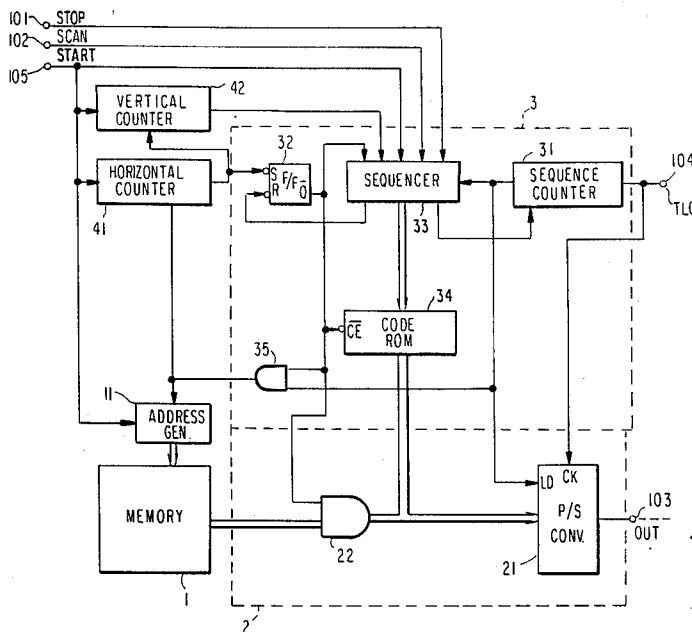 101 STOP
102 SCAN
105 START
42
VERTICAL
COUNTER
HORIZONTAL
COUNTER
41
32
S F/F
R Q̅
3
SEQUENCER
33
31
SEQUENCE
COUNTER
104
34
C̅E̅ CODE
ROM
35
11
ADDRESS
GEN.
MEMORY
1
22
LD CK
P/S
CONV.
21
103
OUT
2